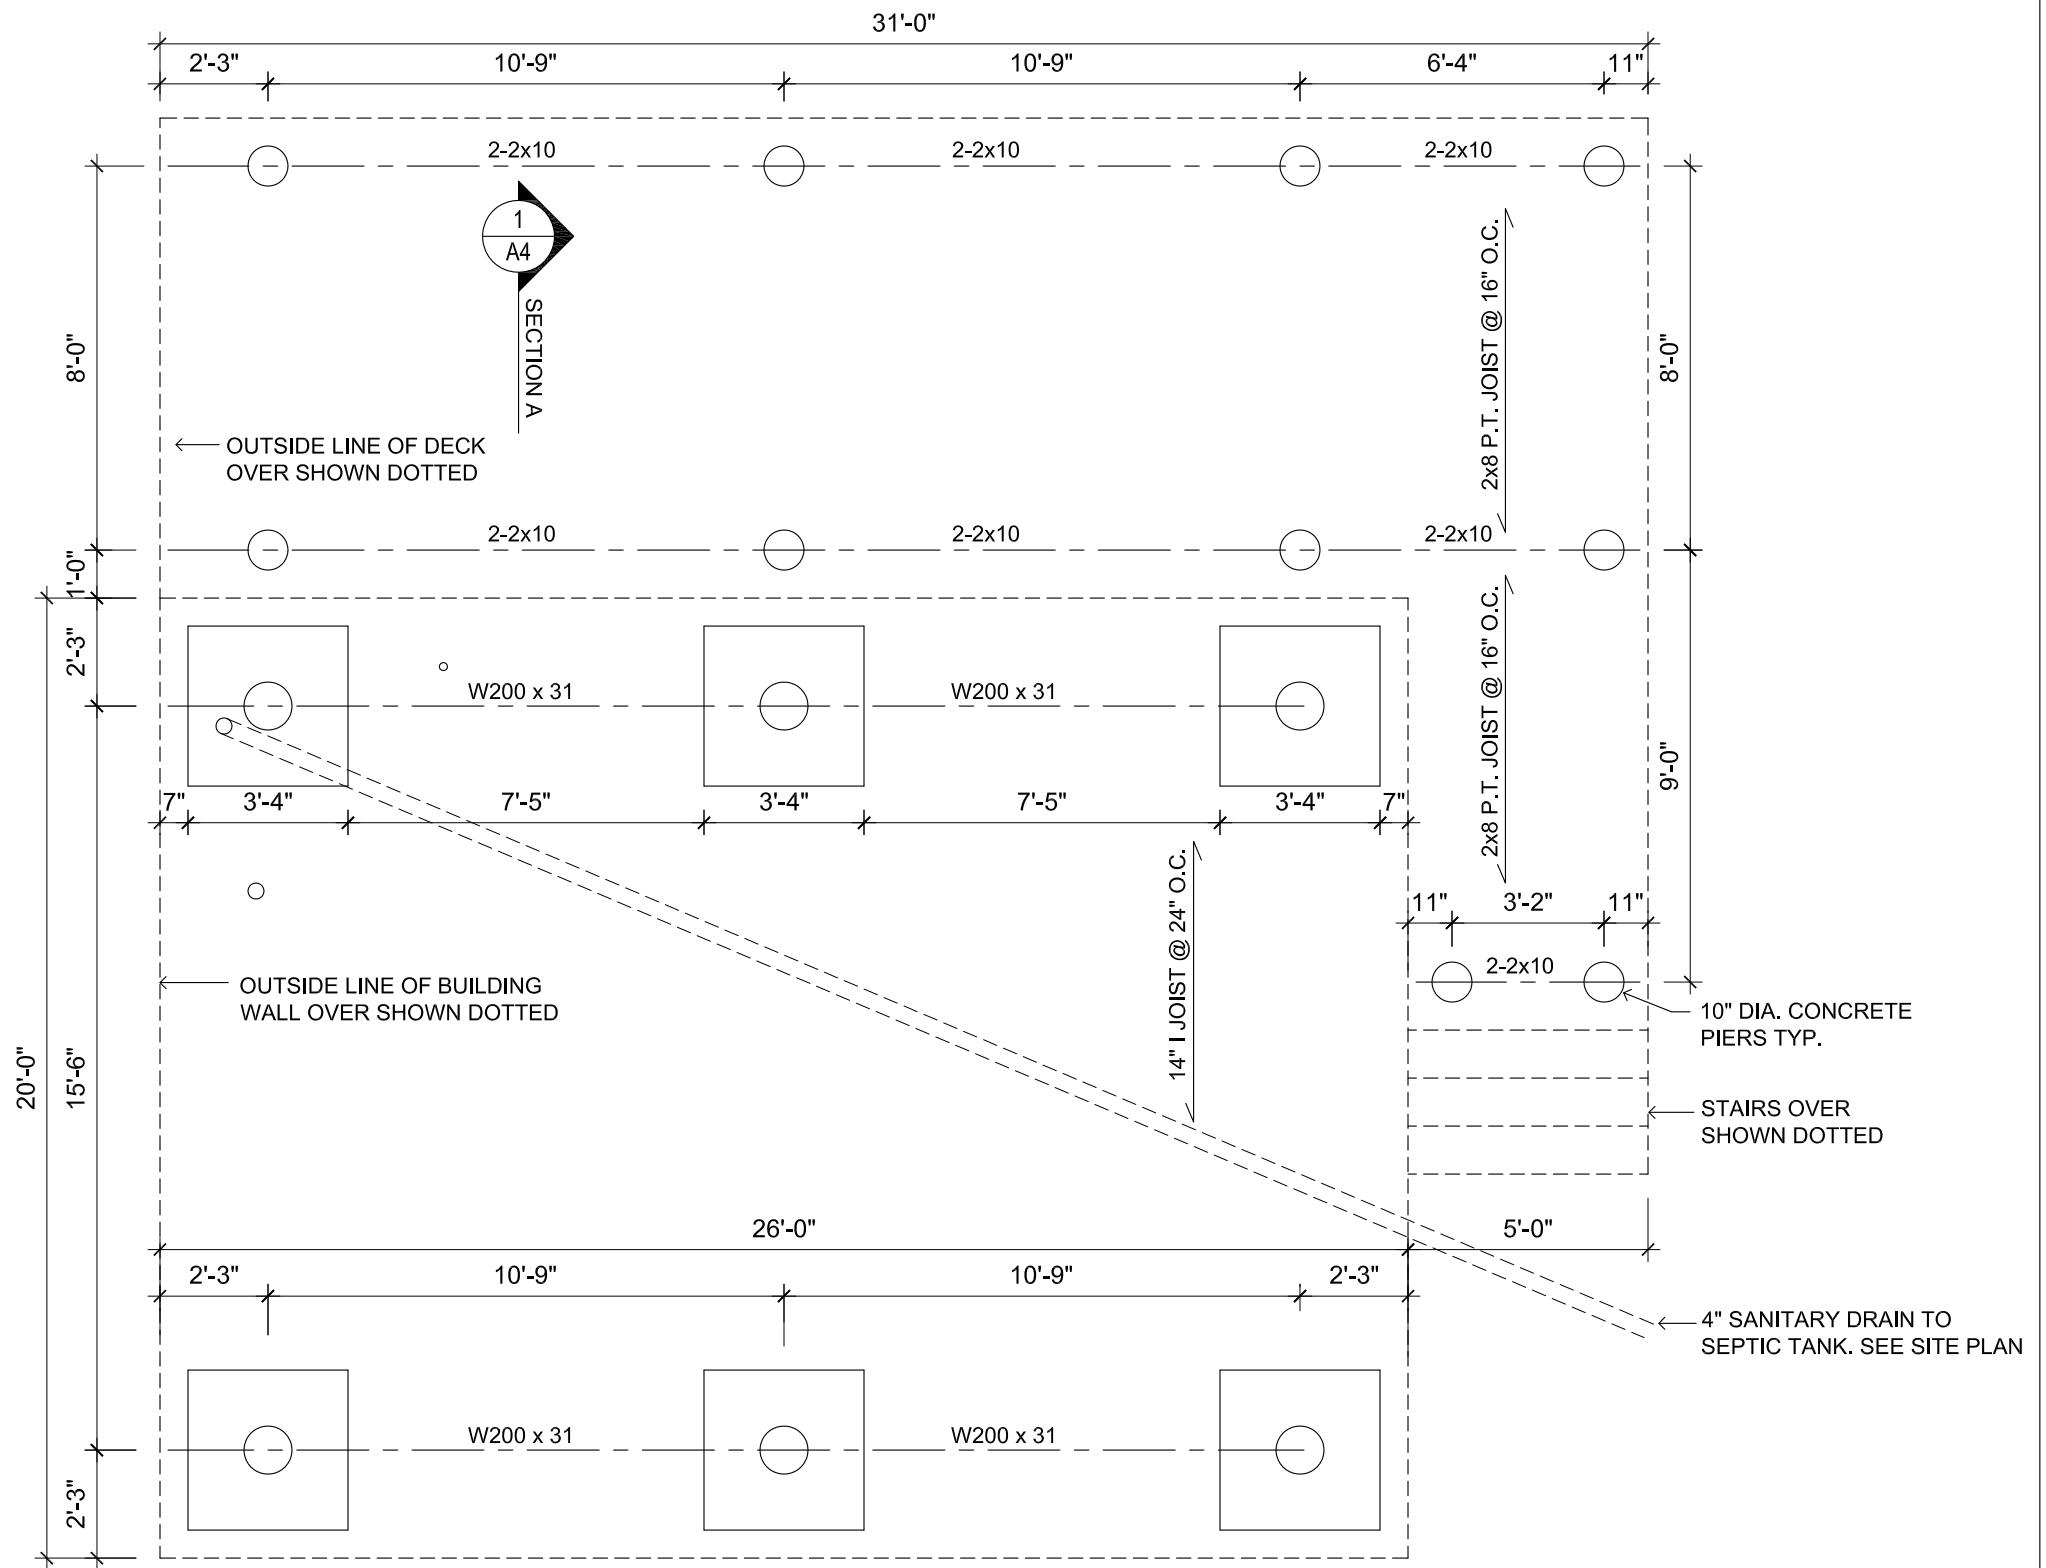 31'-0"
2'-3"
10'-9"
10'-9"
6'-4"
11"
2-2x10
2-2x10
2-2x10
1
A4
SECTION A
2x8 P.T. JOIST @ 16" O.C.
8'-0"
8'-0"
OUTSIDE LINE OF DECK
OVER SHOWN DOTTED
2-2x10
2-2x10
2-2x10
1'-0"
2'-3"
W200 x 31
W200 x 31
2x8 P.T. JOIST @ 16" O.C.
9'-0"
7"
3'-4"
7'-5"
3'-4"
7'-5"
3'-4"
7"
14" I JOIST @ 24" O.C.
11"
3'-2"
11"
2-2x10
OUTSIDE LINE OF BUILDING
WALL OVER SHOWN DOTTED
10" DIA. CONCRETE
PIERS TYP.
20'-0"
15'-6"
STAIRS OVER
SHOWN DOTTED
26'-0"
5'-0"
2'-3"
10'-9"
10'-9"
2'-3"
4" SANITARY DRAIN TO
SEPTIC TANK. SEE SITE PLAN
W200 x 31
W200 x 31
2'-3"